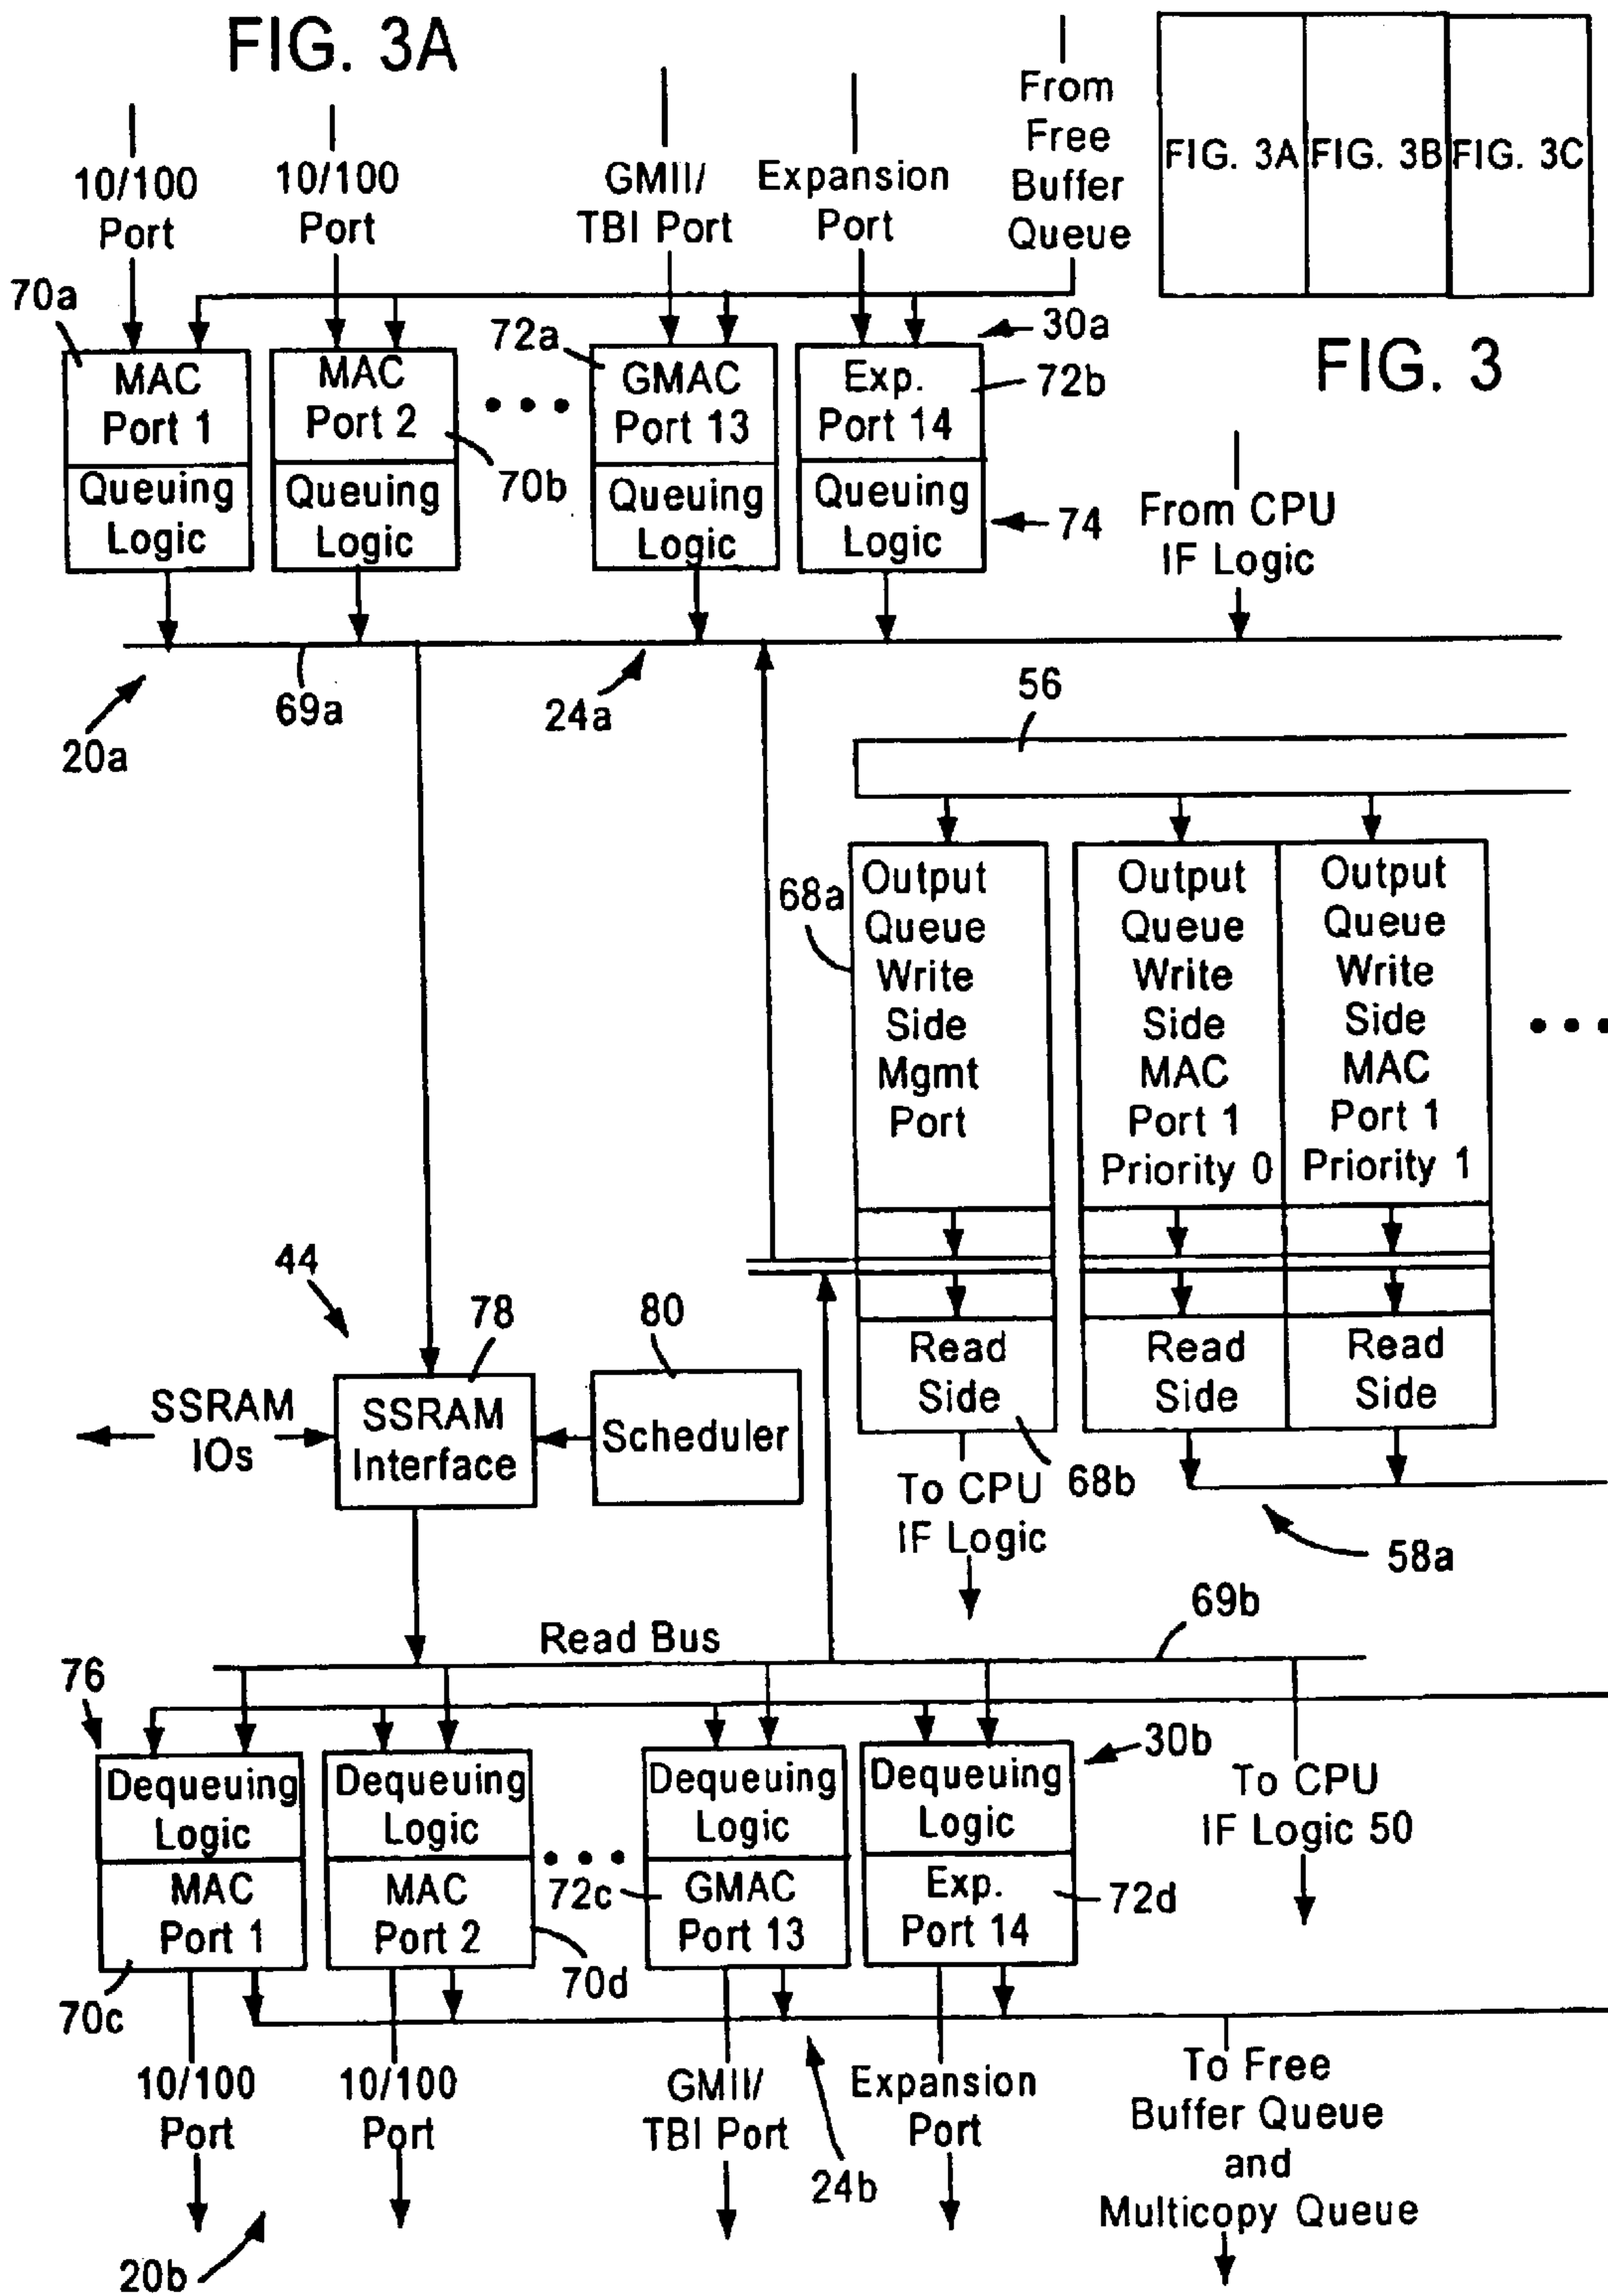 FIG. 3A
From
Free
Buffer
Queue
FIG. 3A
FIG. 3B
FIG. 3C
FIG. 3
10/100
Port
10/100
Port
GMII/
TBI Port
Expansion
Port
70a
MAC
Port 1
Queuing
Logic
MAC
Port 2
Queuing
Logic
70b
72a
GMAC
Port 13
Queuing
Logic
30a
Exp.
Port 14
72b
Queuing
Logic
74
From CPU
IF Logic
20a
69a
24a
56
68a
Output
Queue
Write
Side
Mgmt
Port
Output
Queue
Write
Side
MAC
Port 1
Priority 0
Output
Queue
Write
Side
MAC
Port 1
Priority 1
Read
Side
Read
Side
Read
Side
68b
To CPU
IF Logic
58a
44
78
80
SSRAM
IOs
SSRAM
Interface
Scheduler
Read Bus
69b
76
Dequeuing
Logic
MAC
Port 1
70c
Dequeuing
Logic
MAC
Port 2
70d
Dequeuing
Logic
72c
GMAC
Port 13
Dequeuing
Logic
Exp.
Port 14
30b
72d
To CPU
IF Logic 50
10/100
Port
10/100
Port
GMII/
TBI Port
Expansion
Port
24b
20b
To Free
Buffer Queue
and
Multicopy Queue